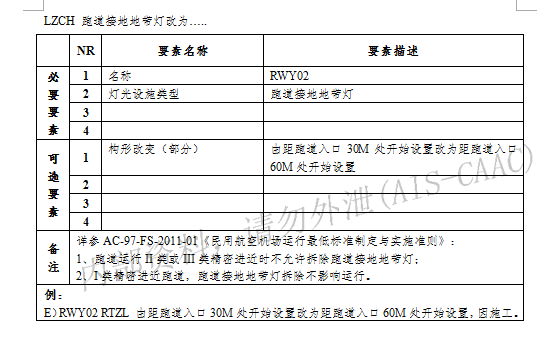 LZCH 跑道接地地带灯改为…..
NR 要素名称 要素描述
必要要素
1 名称 RWY02
2 灯光设施类型 跑道接地地带灯
3
4
可选要素
1 构形改变（部分） 由距跑道入口 30M 处开始设置改为距跑道入口
60M 处开始设置
2
3
4
备注
详参 AC-97-FS-2011-01《民用航空机场运行最低标准制定与实施准则》：
1、跑道运行 II 类或 III 类精密进近时不允许拆除跑道接地地带灯；
2、I 类精密进近跑道，跑道接地地带灯拆除不影响运行。
例：
E)RWY02 RTZL 由距跑道入口 30M 处开始设置改为距跑道入口 60M 处开始设置，因施工。
内部资料，请勿外泄(AIS-CAAC)